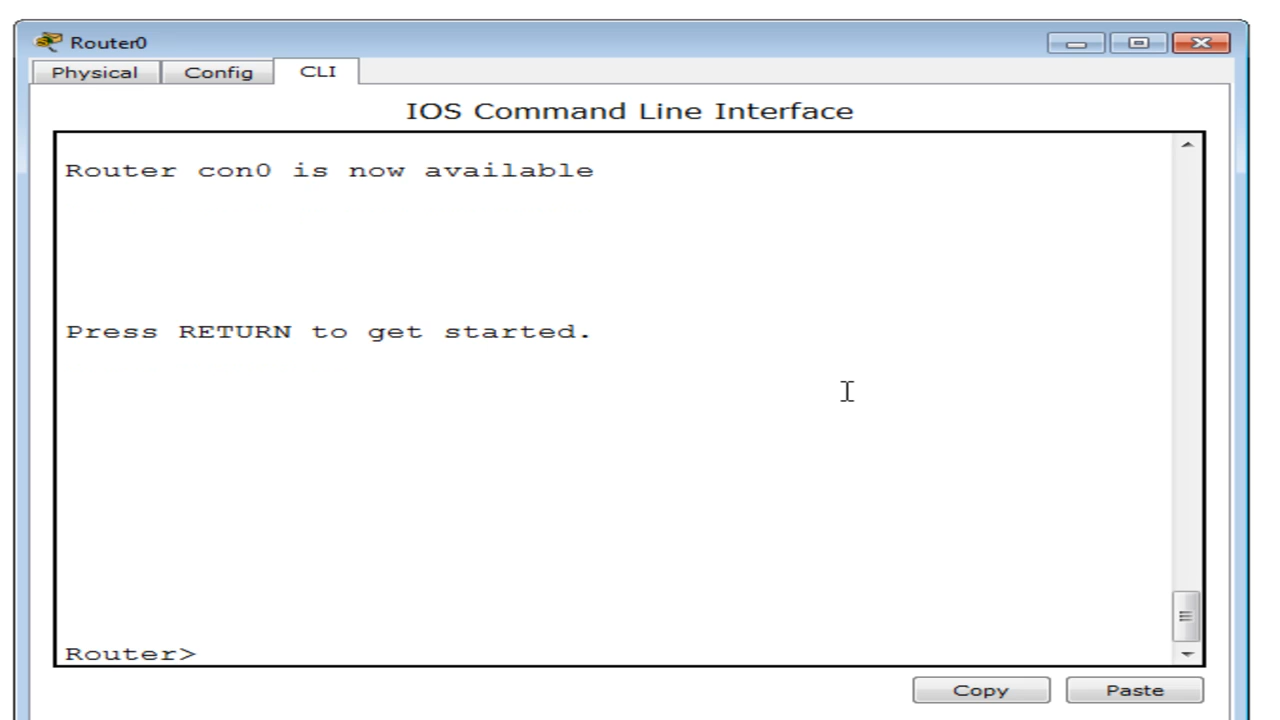 Router0
Physical Config CLI
IOS Command Line Interface
Router con0 is now available
Press RETURN to get started.
Router>
Copy Paste